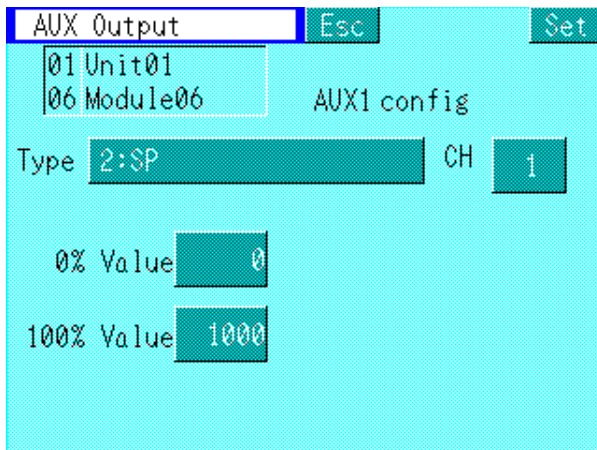 AUX Output Esc Set
01 Unit01
06 Module06
AUX1 config
Type 2:SP CH 1
0% Value 0
100% Value 1000